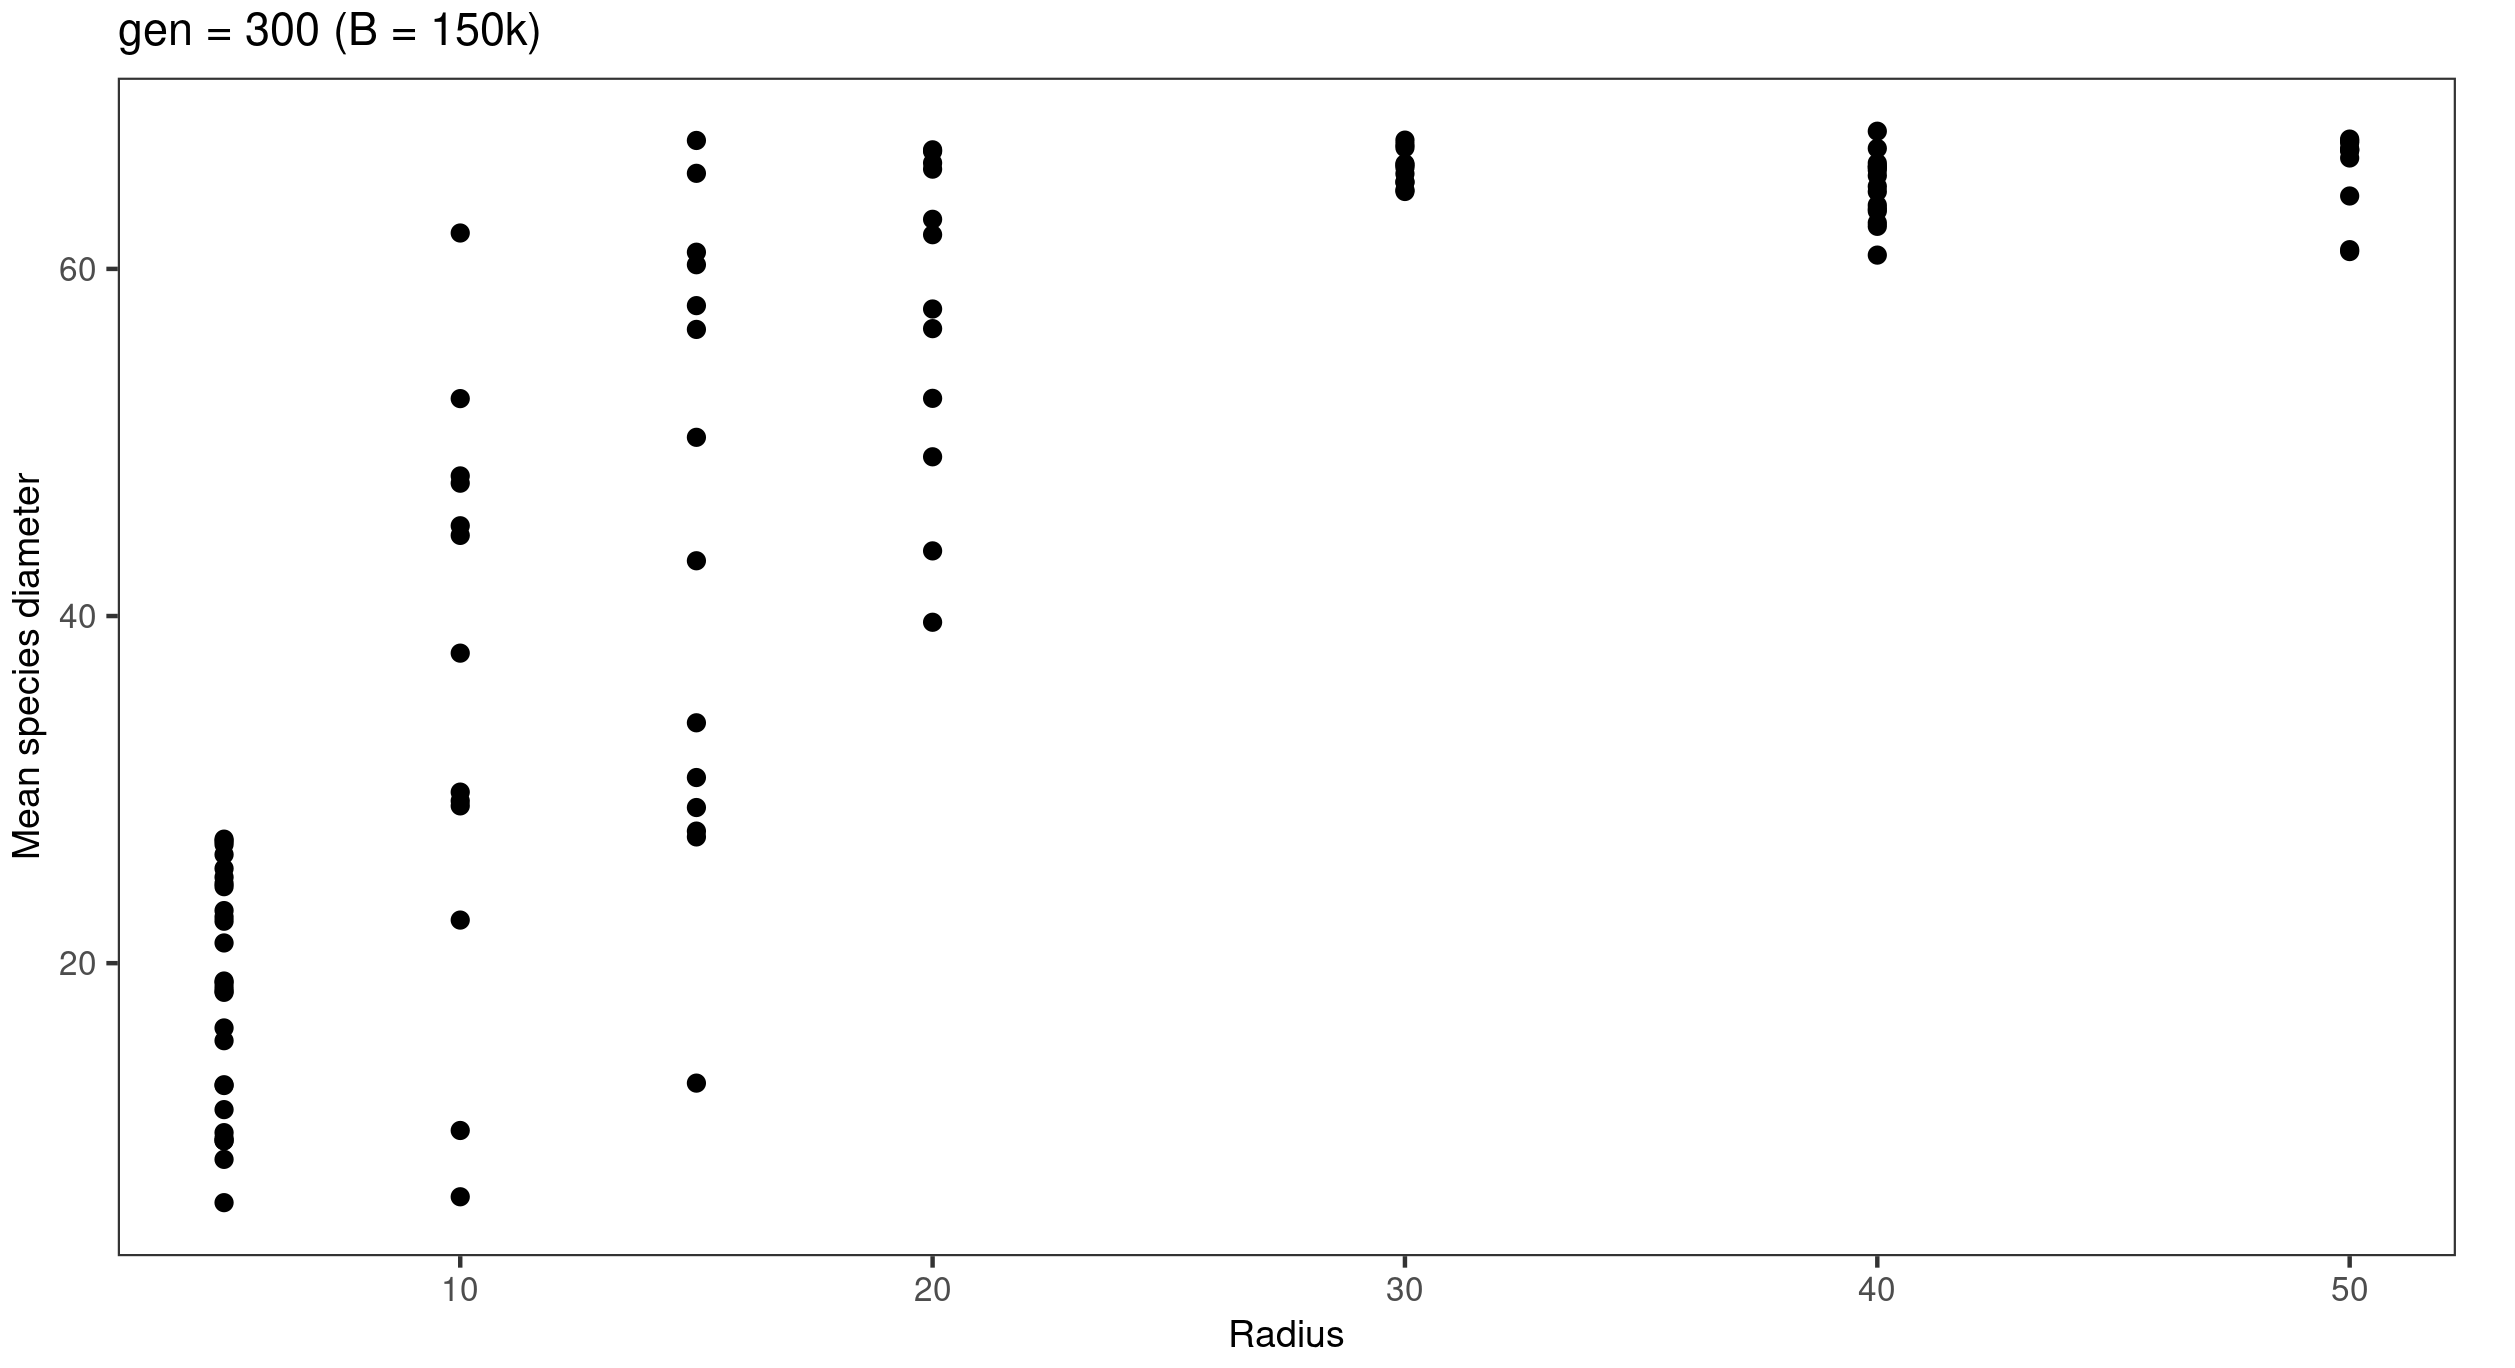 gen = 300 (B = 150k)
Mean species diameter
60
40
20
10 20 30 40 50
Radius